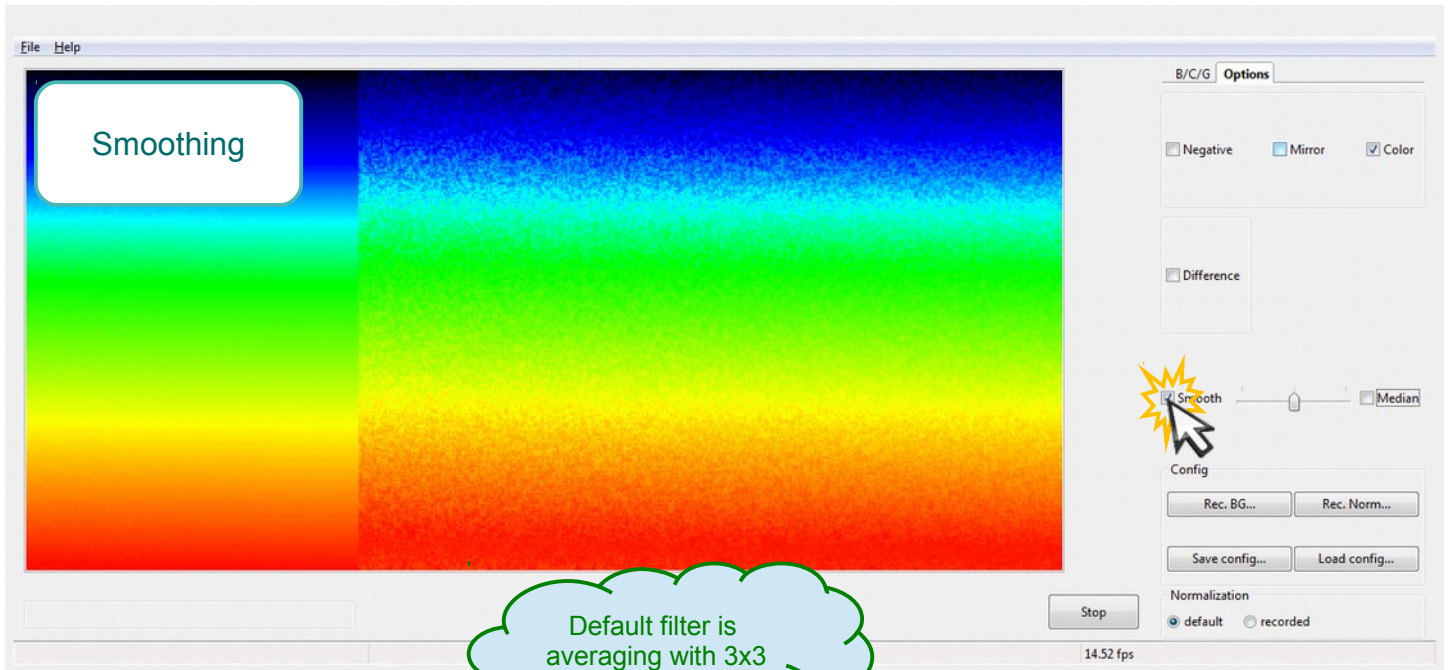 File Help
Smoothing
B/C/G Options
Negative Mirror Color
Difference
Smooth Median
Config
Rec. BG... Rec. Norm...
Save config... Load config...
Normalization
default recorded
Stop
14.52 fps
Default filter is
averaging with 3x3